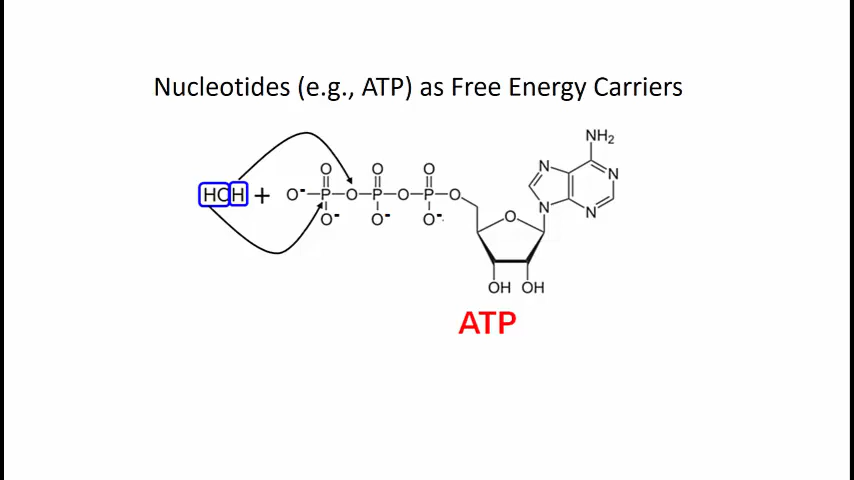 Nucleotides (e.g., ATP) as Free Energy Carriers
NH₂
O O O
N N
HOH + O⁻ P O P O P O
N N
O⁻ O⁻ O⁻ O
OH OH
ATP